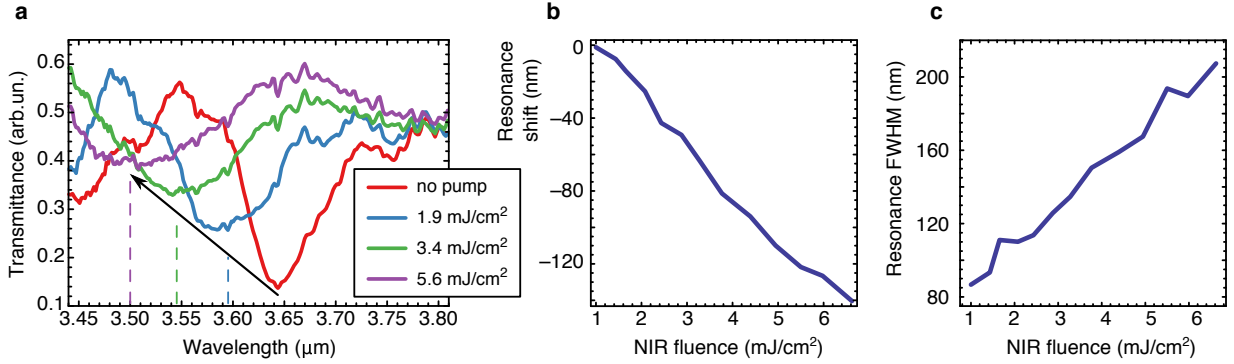 a
Transmittance (arb.un.)
0.6
0.5
0.4
0.3
0.2
0.1
3.45 3.50 3.55 3.60 3.65 3.70 3.75 3.80
Wavelength (μm)
no pump
1.9 mJ/cm²
3.4 mJ/cm²
5.6 mJ/cm²
b
Resonance
shift (nm)
0
−40
−80
−120
1 2 3 4 5 6
NIR fluence (mJ/cm²)
c
Resonance FWHM (nm)
200
160
120
80
1 2 3 4 5 6
NIR fluence (mJ/cm²)